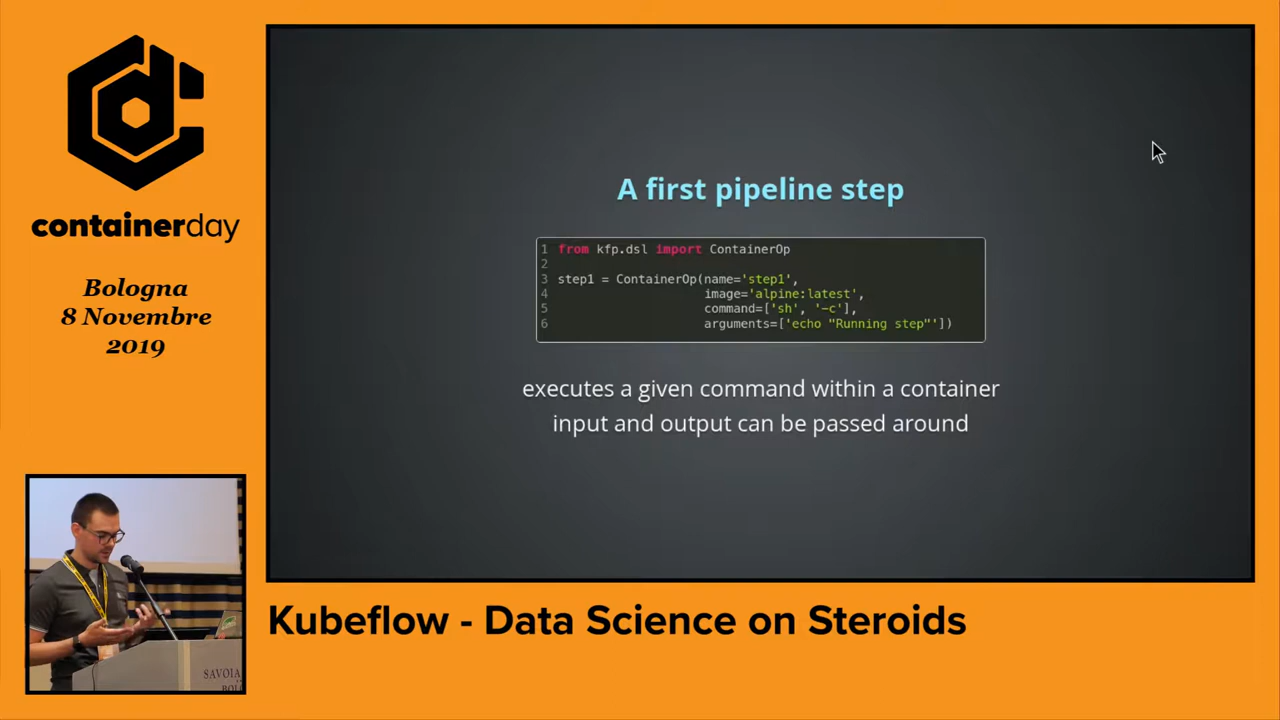 containerday
Bologna
8 Novembre
2019
A first pipeline step
1 from kfp.dsl import ContainerOp
2
3 step1 = ContainerOp(name='step1',
4 image='alpine:latest',
5 command=['sh', '-c'],
6 arguments=['echo "Running step"'])
executes a given command within a container
input and output can be passed around
SAVOIA
Kubeflow - Data Science on Steroids